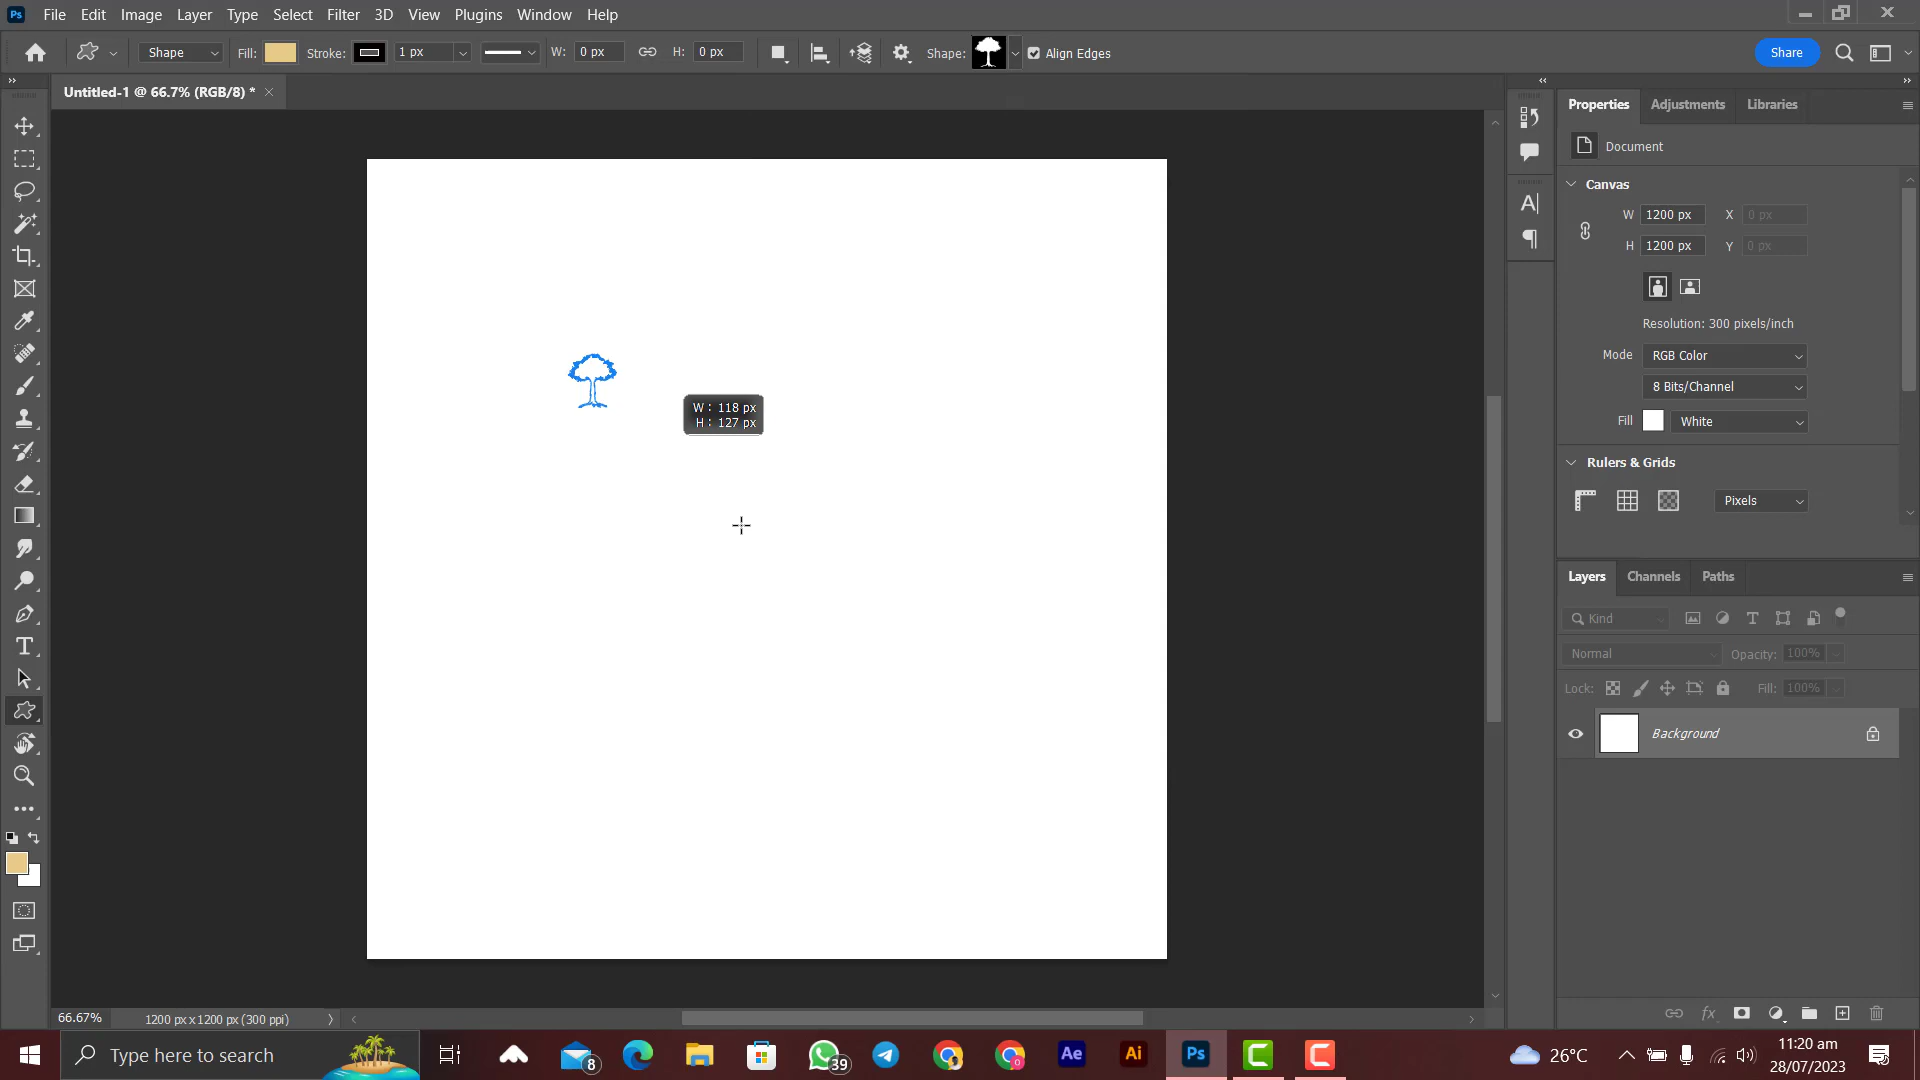 Ps File Edit Image Layer Type Select Filter 3D View Plugins Window Help
Shape Fill: Stroke: 1 px W: 0 px H: 0 px Shape: Align Edges Share
Untitled-1 @ 66.7% (RGB/8) *
Properties Adjustments Libraries
Document
Canvas
W 1200 px X 0 px
H 1200 px Y 0 px
Resolution: 300 pixels/inch
Mode RGB Color
8 Bits/Channel
Fill White
Rulers & Grids
Pixels
W : 118 px
H : 127 px
Layers Channels Paths
Kind
Normal Opacity: 100%
Lock: Fill: 100%
Background
66.67% 1200 px x 1200 px (300 ppi)
Type here to search 8 39 Ae Ai Ps 26°C 11:20 am
28/07/2023